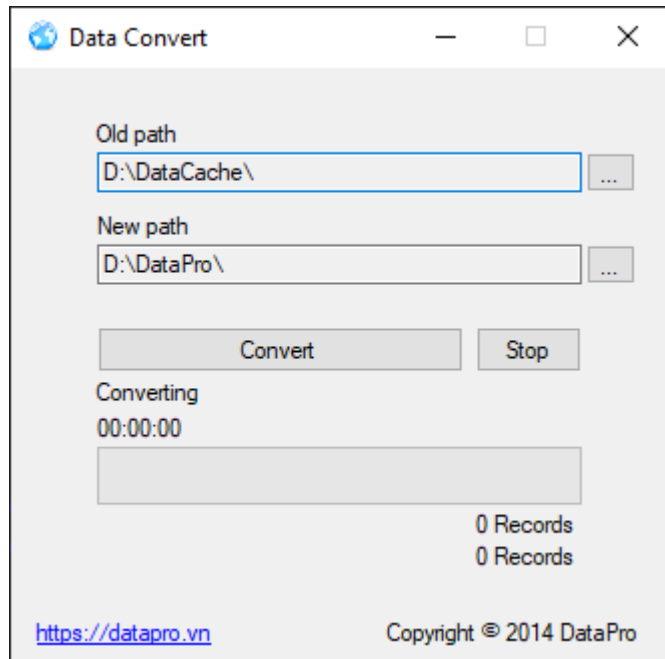 Data Convert
Old path
D:\DataCache\
...
New path
D:\DataPro\
...
Convert Stop
Converting
00:00:00
0 Records
0 Records
https://datapro.vn Copyright © 2014 DataPro